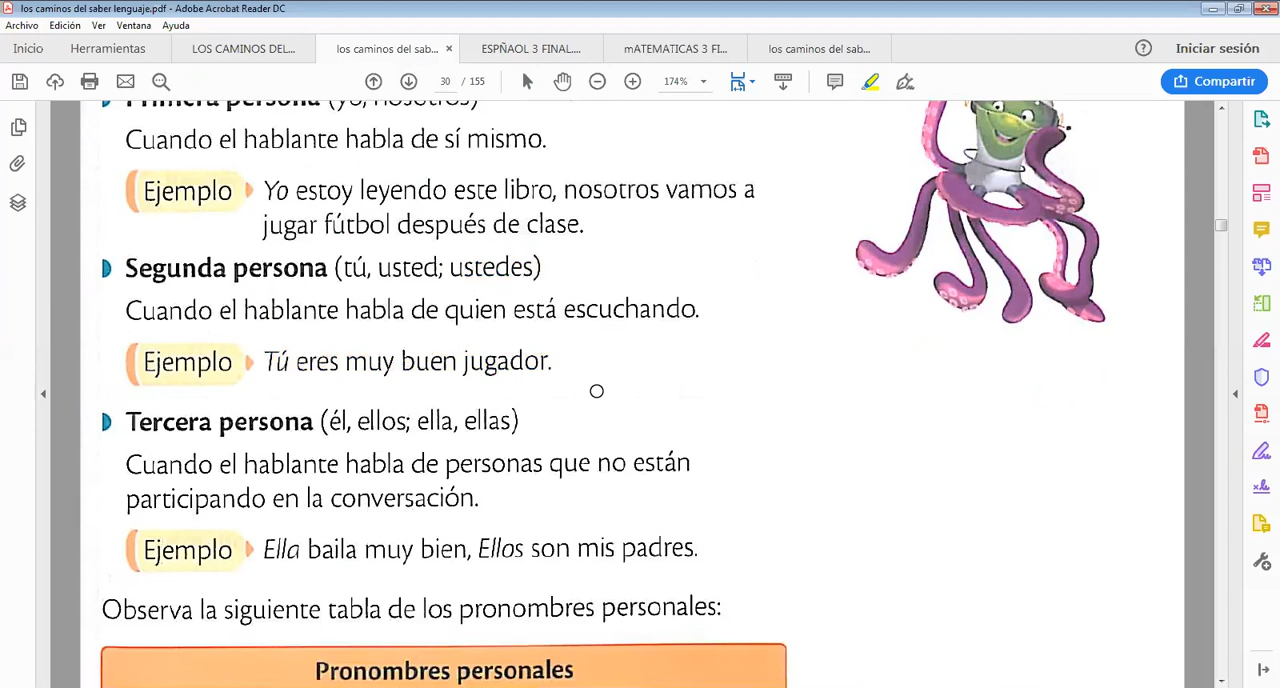 los caminos del saber lenguaje.pdf - Adobe Acrobat Reader DC
Archivo Edición Ver Ventana Ayuda
Inicio Herramientas LOS CAMINOS DEL... los caminos del sab... × ESPÑAOL 3 FINAL.... mATEMATICAS 3 FI... los caminos del sab... Iniciar sesión
30 / 155 174% Compartir
Primera persona (yo, nosotros)
Cuando el hablante habla de sí mismo.
Ejemplo Yo estoy leyendo este libro, nosotros vamos a
jugar fútbol después de clase.
Segunda persona (tú, usted; ustedes)
Cuando el hablante habla de quien está escuchando.
Ejemplo Tú eres muy buen jugador.
Tercera persona (él, ellos; ella, ellas)
Cuando el hablante habla de personas que no están
participando en la conversación.
Ejemplo Ella baila muy bien, Ellos son mis padres.
Observa la siguiente tabla de los pronombres personales:
Pronombres personales